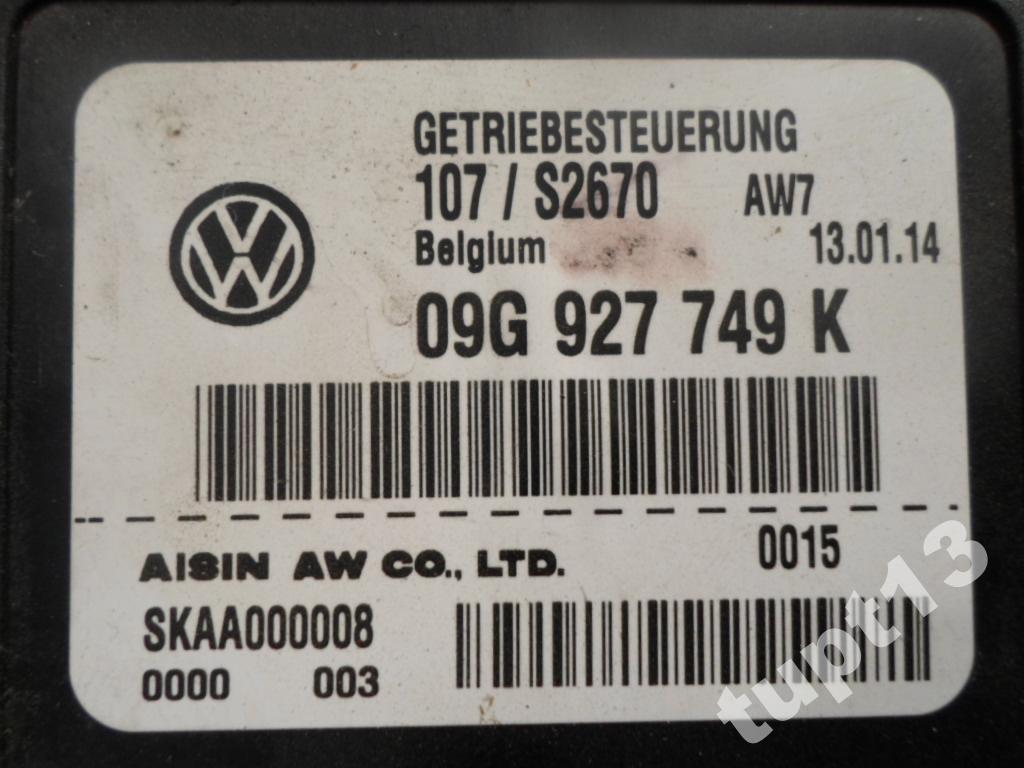 GETRIEBESTEUERUNG
107 / S2670 AW7
Belgium 13.01.14
09G 927 749 K
AISIN AW CO., LTD. 0015
SKAA000008
0000 003
tupt13